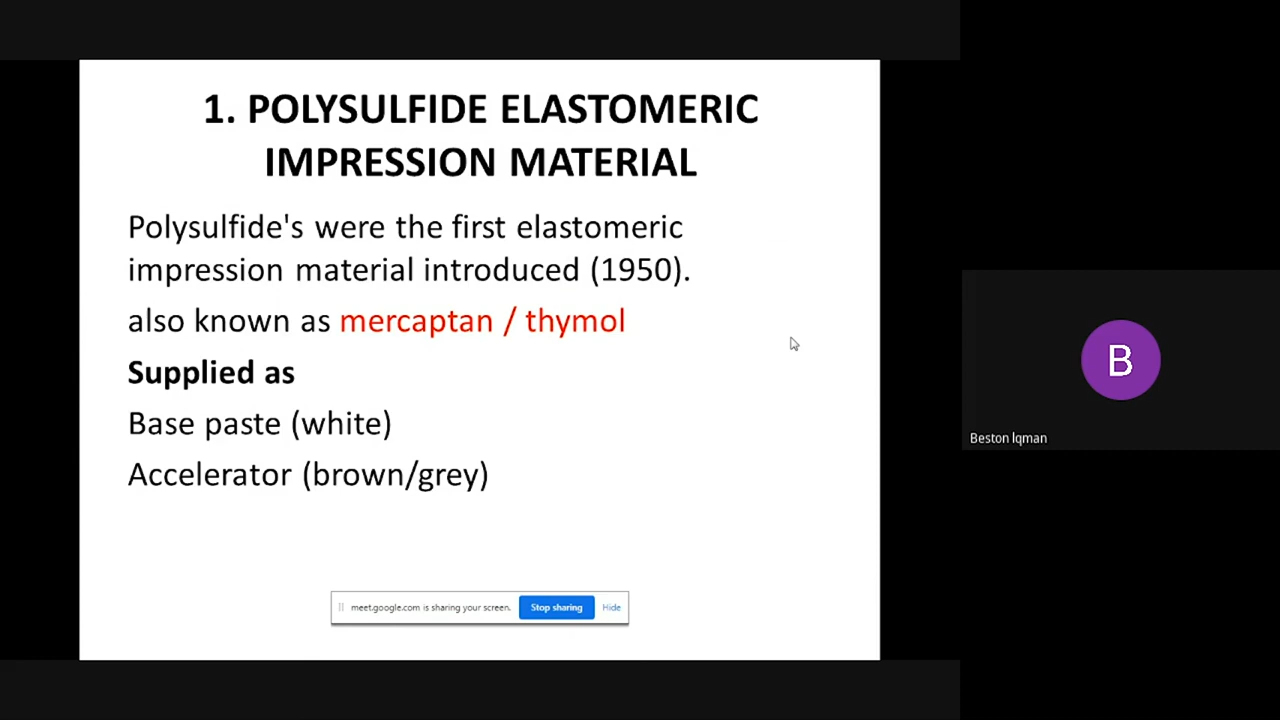 1. POLYSULFIDE ELASTOMERIC
IMPRESSION MATERIAL
Polysulfide's were the first elastomeric
impression material introduced (1950).
also known as mercaptan / thymol
Supplied as
Base paste (white)
Accelerator (brown/grey)
meet.google.com is sharing your screen. Stop sharing Hide
B
Beston lqman